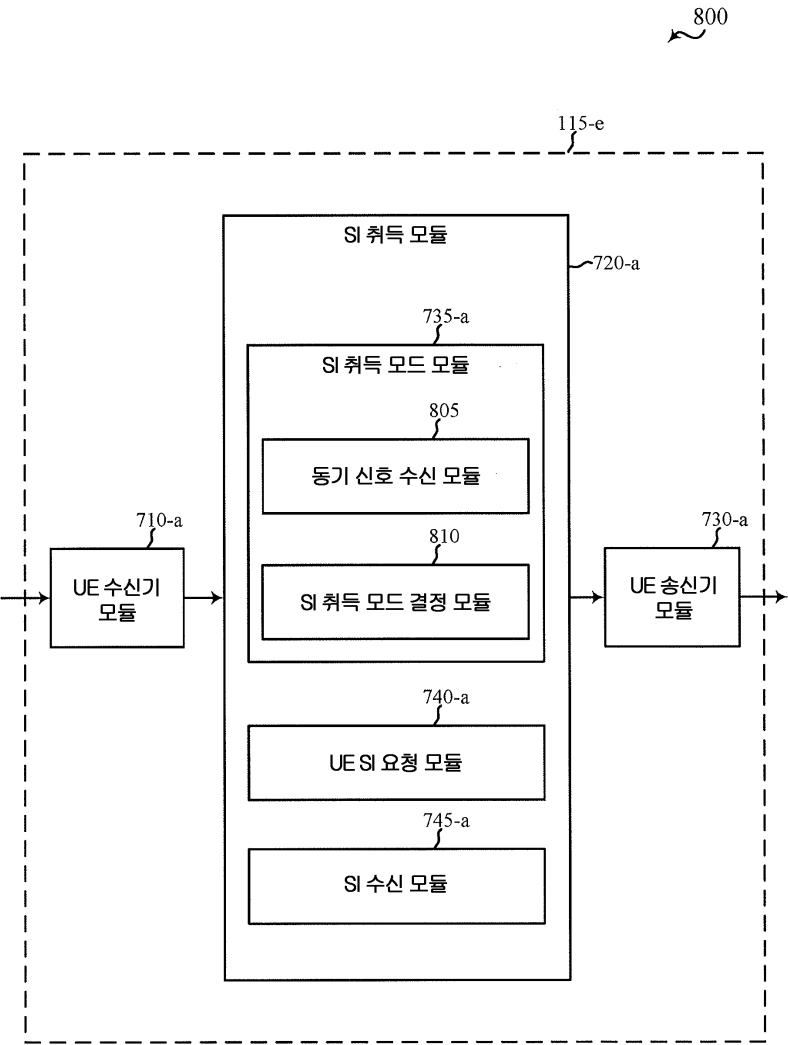 800
115-e
SI 취득 모듈
720-a
735-a
SI 취득 모드 모듈
805
동기 신호 수신 모듈
710-a
UE 수신기
모듈
810
SI 취득 모드 결정 모듈
730-a
UE 송신기
모듈
740-a
UE SI 요청 모듈
745-a
SI 수신 모듈